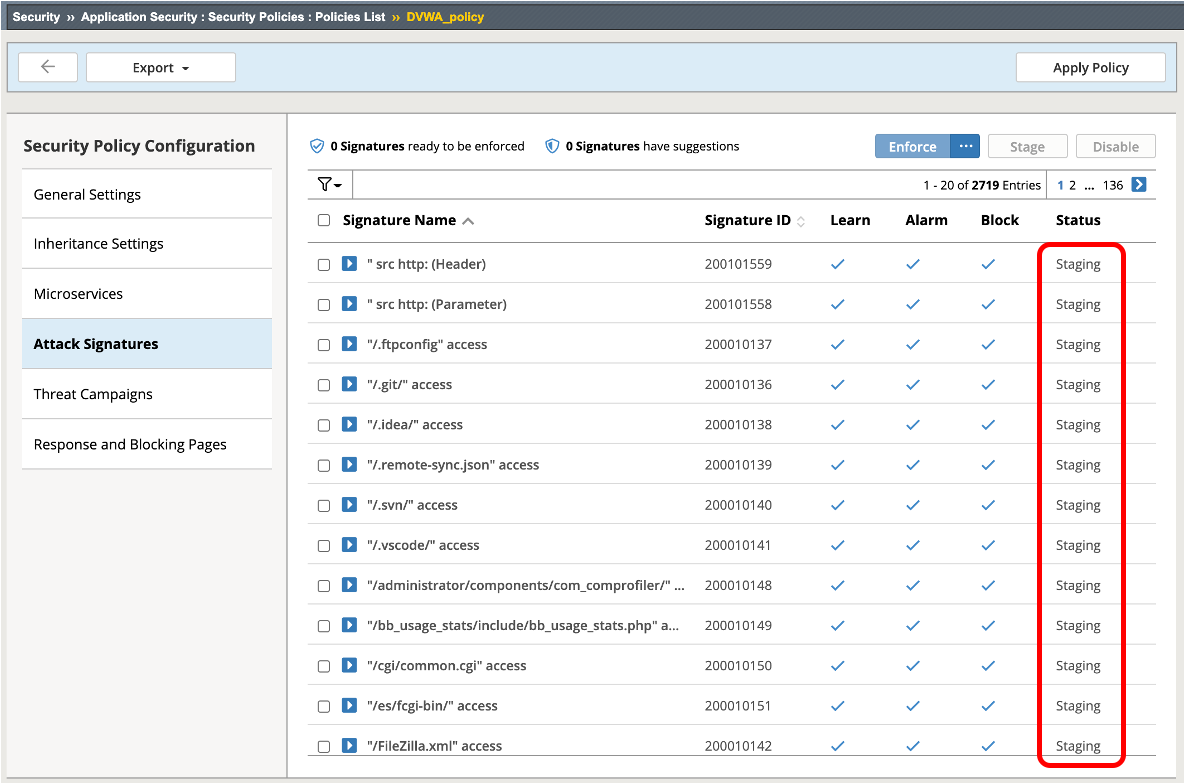 Security » Application Security : Security Policies : Policies List » DVWA_policy
Export
Apply Policy
Security Policy Configuration
General Settings
Inheritance Settings
Microservices
Attack Signatures
Threat Campaigns
Response and Blocking Pages
0 Signatures ready to be enforced 0 Signatures have suggestions
Enforce ... Stage Disable
1 - 20 of 2719 Entries 1 2 ... 136
Signature Name Signature ID Learn Alarm Block Status
" src http: (Header) 200101559 Staging
" src http: (Parameter) 200101558 Staging
"/.ftpconfig" access 200010137 Staging
"/.git/" access 200010136 Staging
"/.idea/" access 200010138 Staging
"/.remote-sync.json" access 200010139 Staging
"/.svn/" access 200010140 Staging
"/.vscode/" access 200010141 Staging
"/administrator/components/com_comprofiler/" ... 200010148 Staging
"/bb_usage_stats/include/bb_usage_stats.php" a... 200010149 Staging
"/cgi/common.cgi" access 200010150 Staging
"/es/fcgi-bin/" access 200010151 Staging
"/FileZilla.xml" access 200010142 Staging